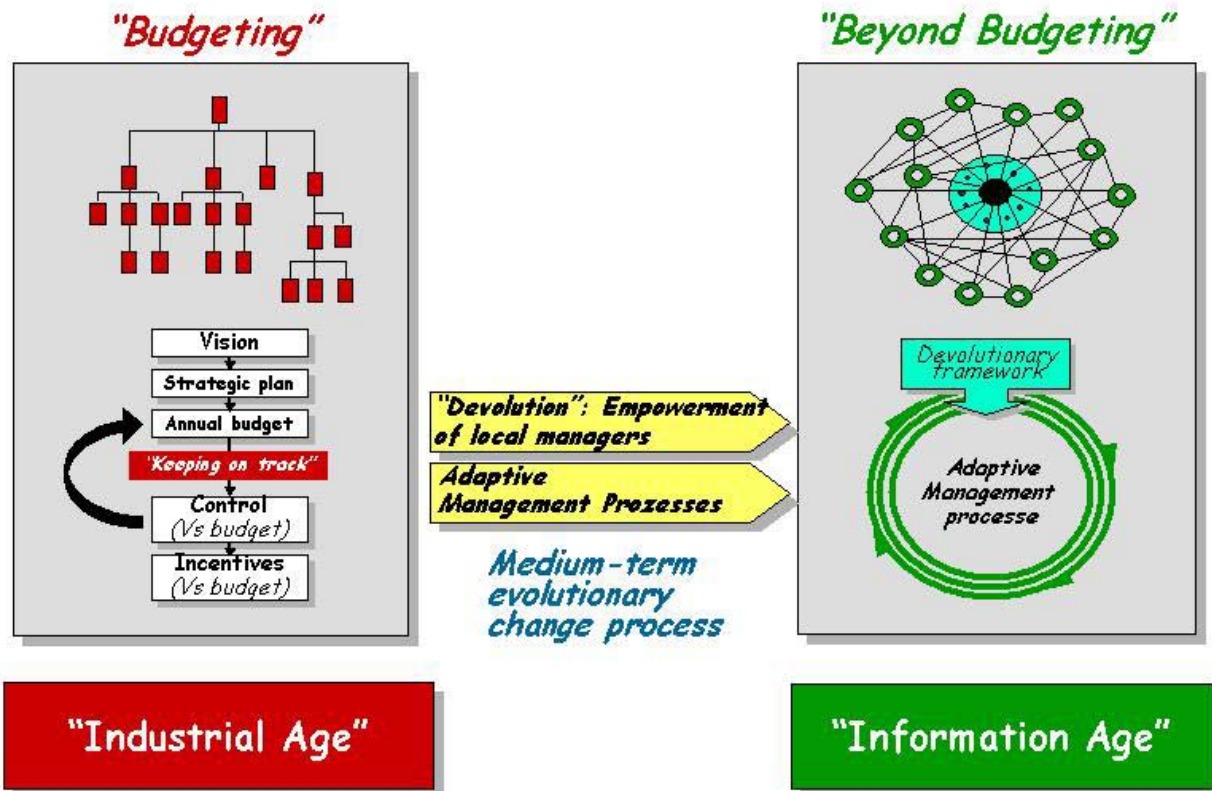 “Budgeting”
Vision
Strategic plan
Annual budget
“Keeping on track”
Control
(Vs budget)
Incentives
(Vs budget)
“Industrial Age”
“Devolution”: Empowerment
of local managers
Adaptive
Management Prozesses
Medium-term
evolutionary
change process
“Beyond Budgeting”
Devolutionary
framework
Adaptive
Management
processe
“Information Age”